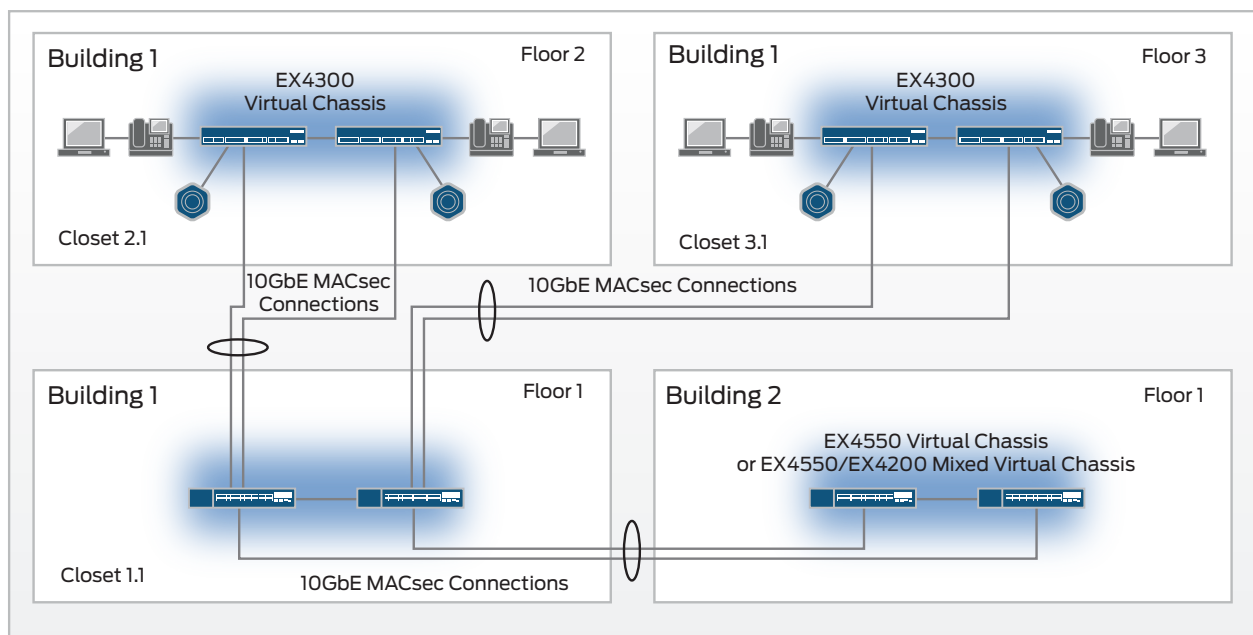 Building 1
Floor 2
EX4300
Virtual Chassis
Closet 2.1
Building 1
Floor 3
EX4300
Virtual Chassis
Closet 3.1
10GbE MACsec
Connections
10GbE MACsec Connections
Building 1
Floor 1
Closet 1.1
10GbE MACsec Connections
Building 2
Floor 1
EX4550 Virtual Chassis
or EX4550/EX4200 Mixed Virtual Chassis